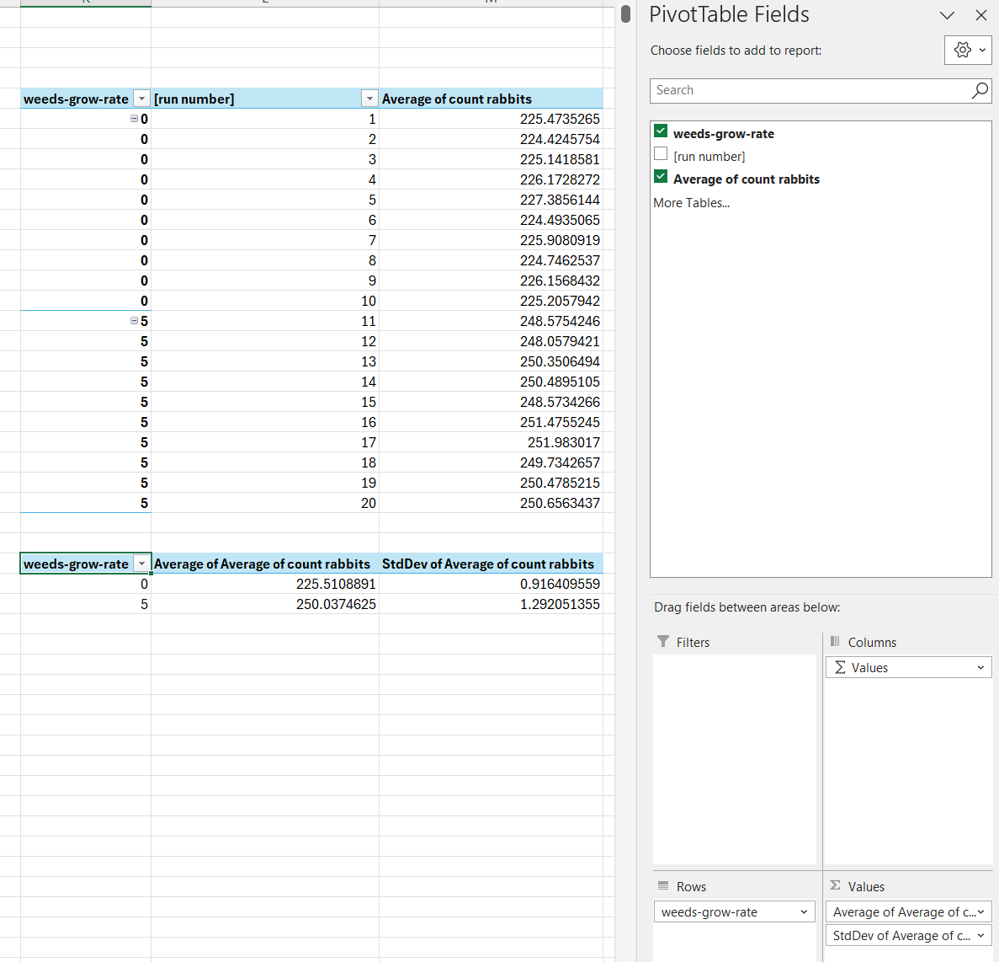 PivotTable Fields
Choose fields to add to report:
Search
weeds-grow-rate
[run number]
Average of count rabbits
More Tables...
weeds-grow-rate [run number] Average of count rabbits
0 1 225.4735265
0 2 224.4245754
0 3 225.1418581
0 4 226.1728272
0 5 227.3856144
0 6 224.4935065
0 7 225.9080919
0 8 224.7462537
0 9 226.1568432
0 10 225.2057942
5 11 248.5754246
5 12 248.0579421
5 13 250.3506494
5 14 250.4895105
5 15 248.5734266
5 16 251.4755245
5 17 251.983017
5 18 249.7342657
5 19 250.4785215
5 20 250.6563437
weeds-grow-rate Average of Average of count rabbits StdDev of Average of count rabbits
0 225.5108891 0.916409559
5 250.0374625 1.292051355
Drag fields between areas below:
Filters
Columns
Values
Rows
weeds-grow-rate
Values
Average of Average of c...
StdDev of Average of c...